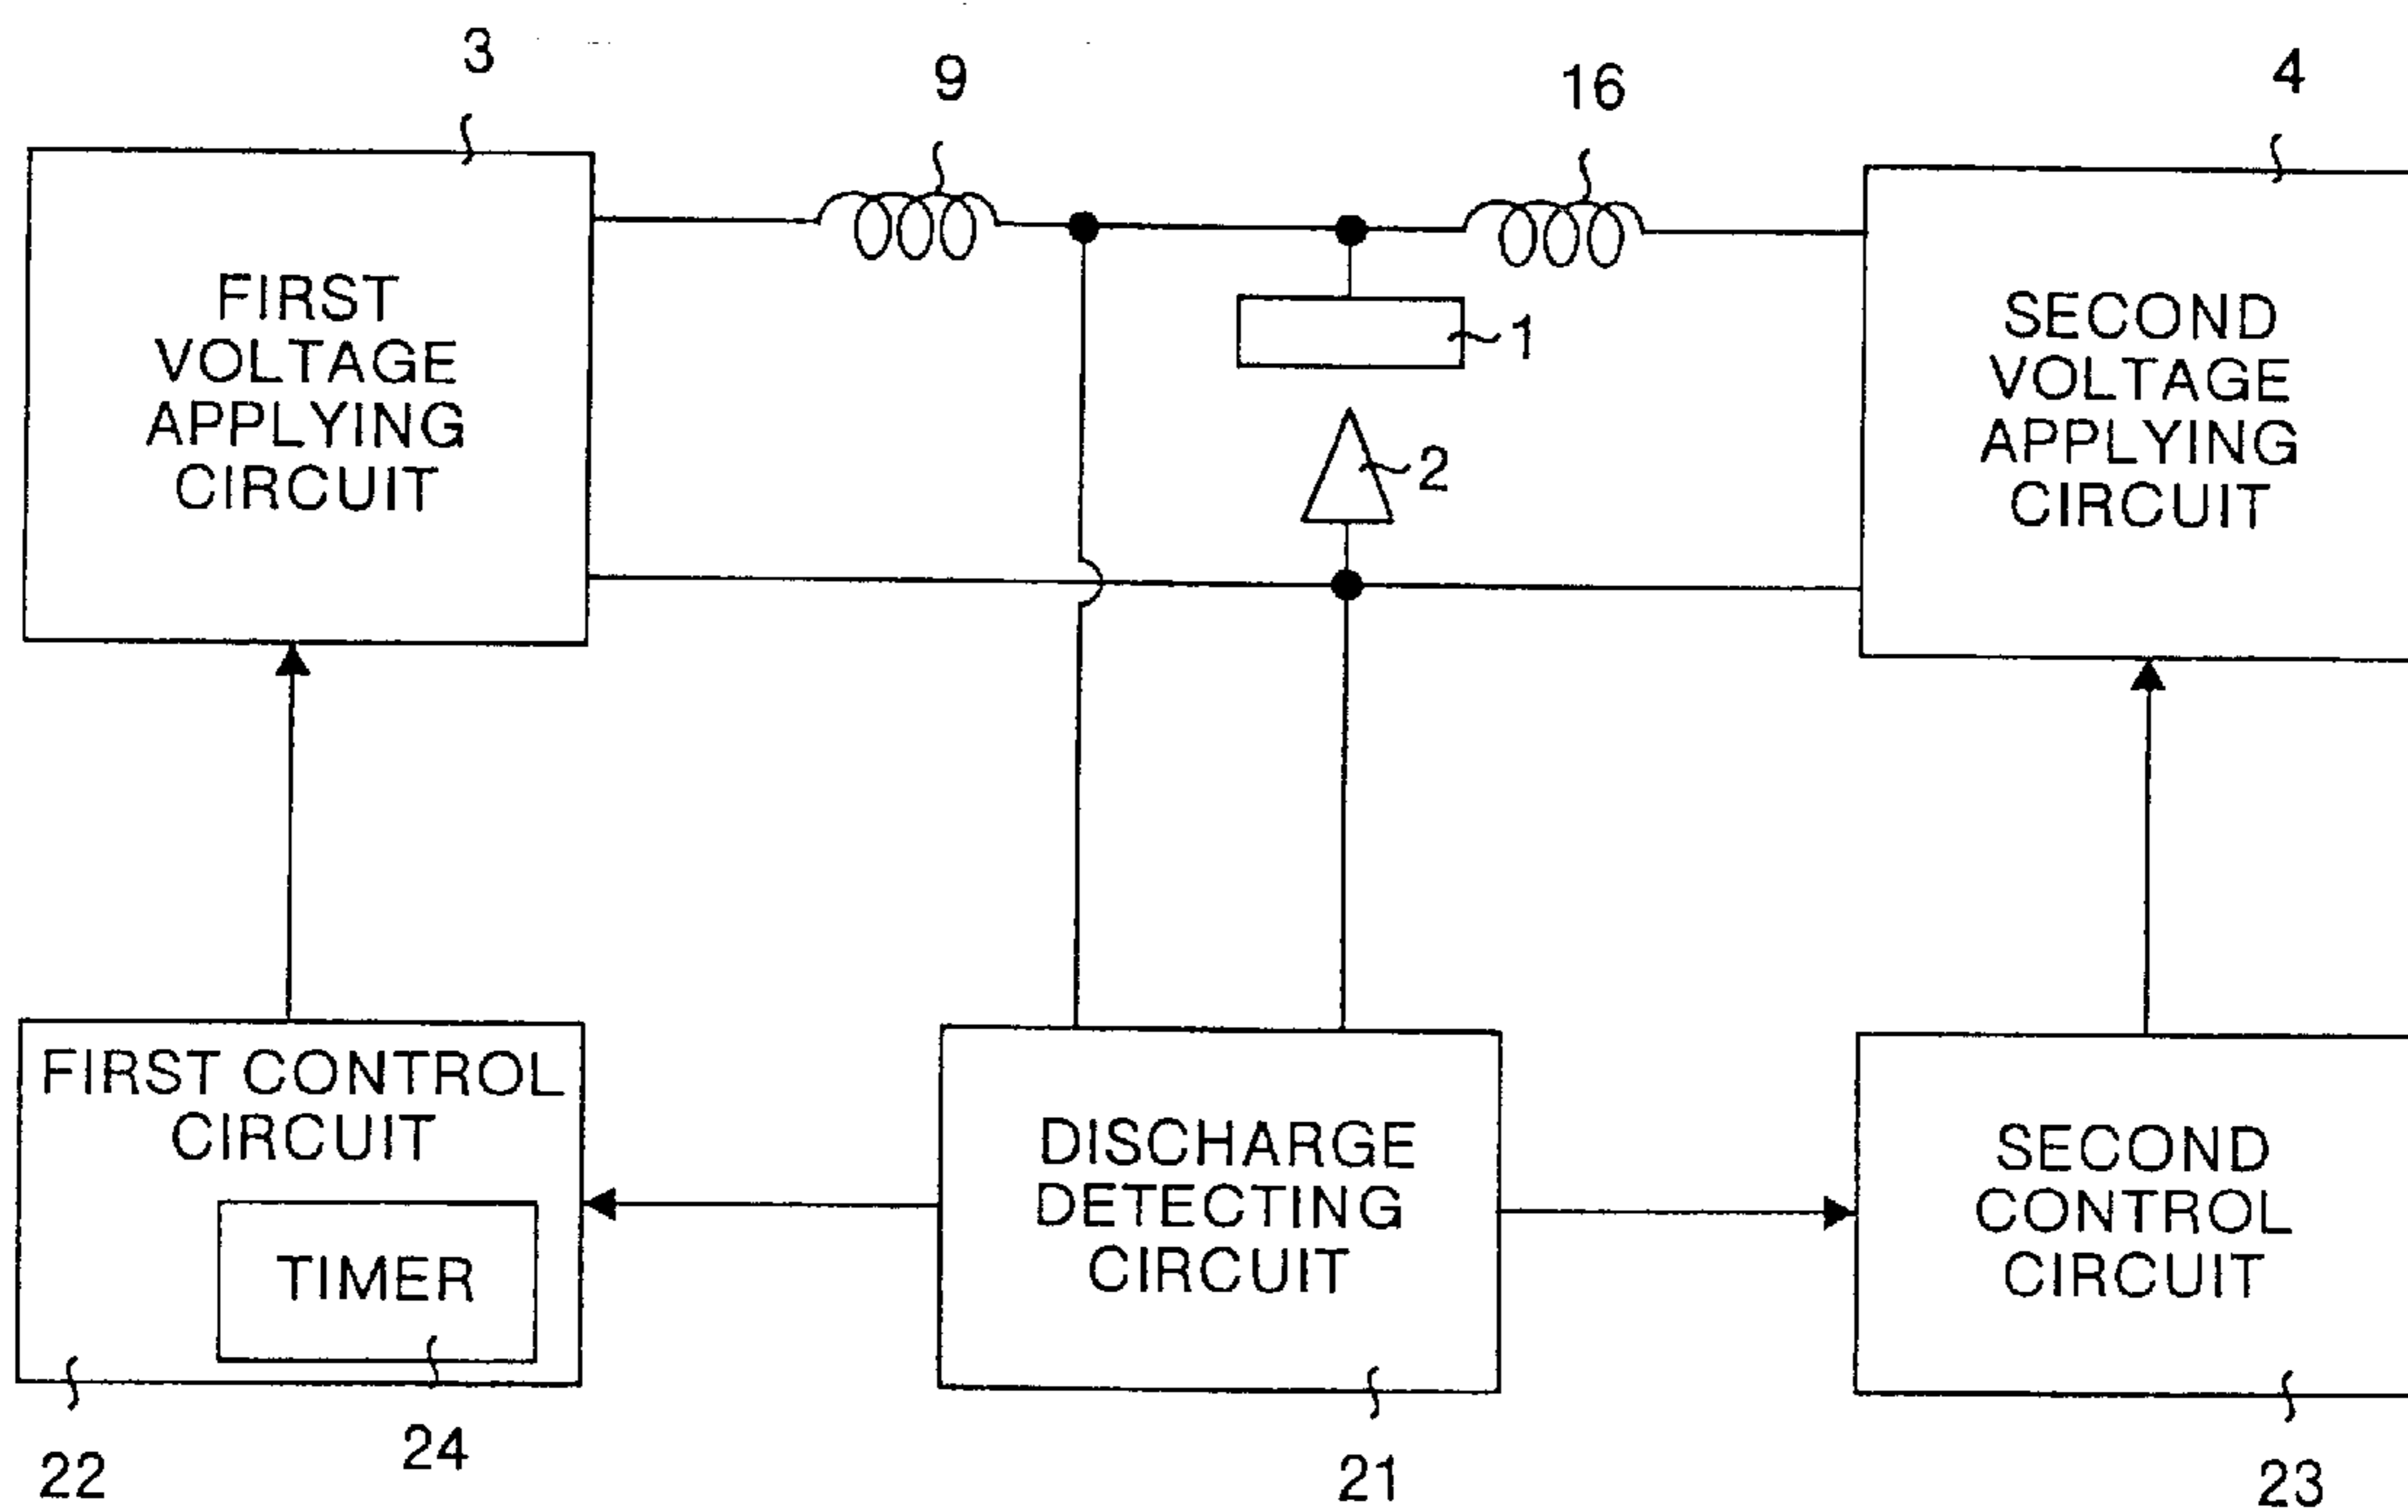 3
9
16
4
FIRST
VOLTAGE
APPLYING
CIRCUIT
1
2
SECOND
VOLTAGE
APPLYING
CIRCUIT
FIRST CONTROL
CIRCUIT
TIMER
DISCHARGE
DETECTING
CIRCUIT
SECOND
CONTROL
CIRCUIT
22
24
21
23